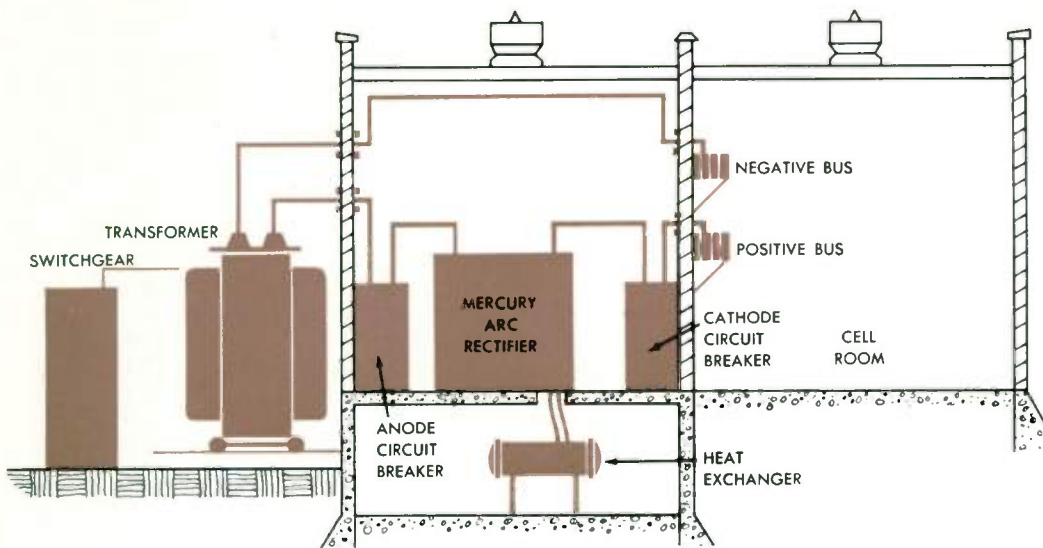 NEGATIVE BUS
TRANSFORMER
POSITIVE BUS
SWITCHGEAR
MERCURY
ARC
RECTIFIER
CATHODE
CIRCUIT
BREAKER
CELL
ROOM
ANODE
CIRCUIT
BREAKER
HEAT
EXCHANGER